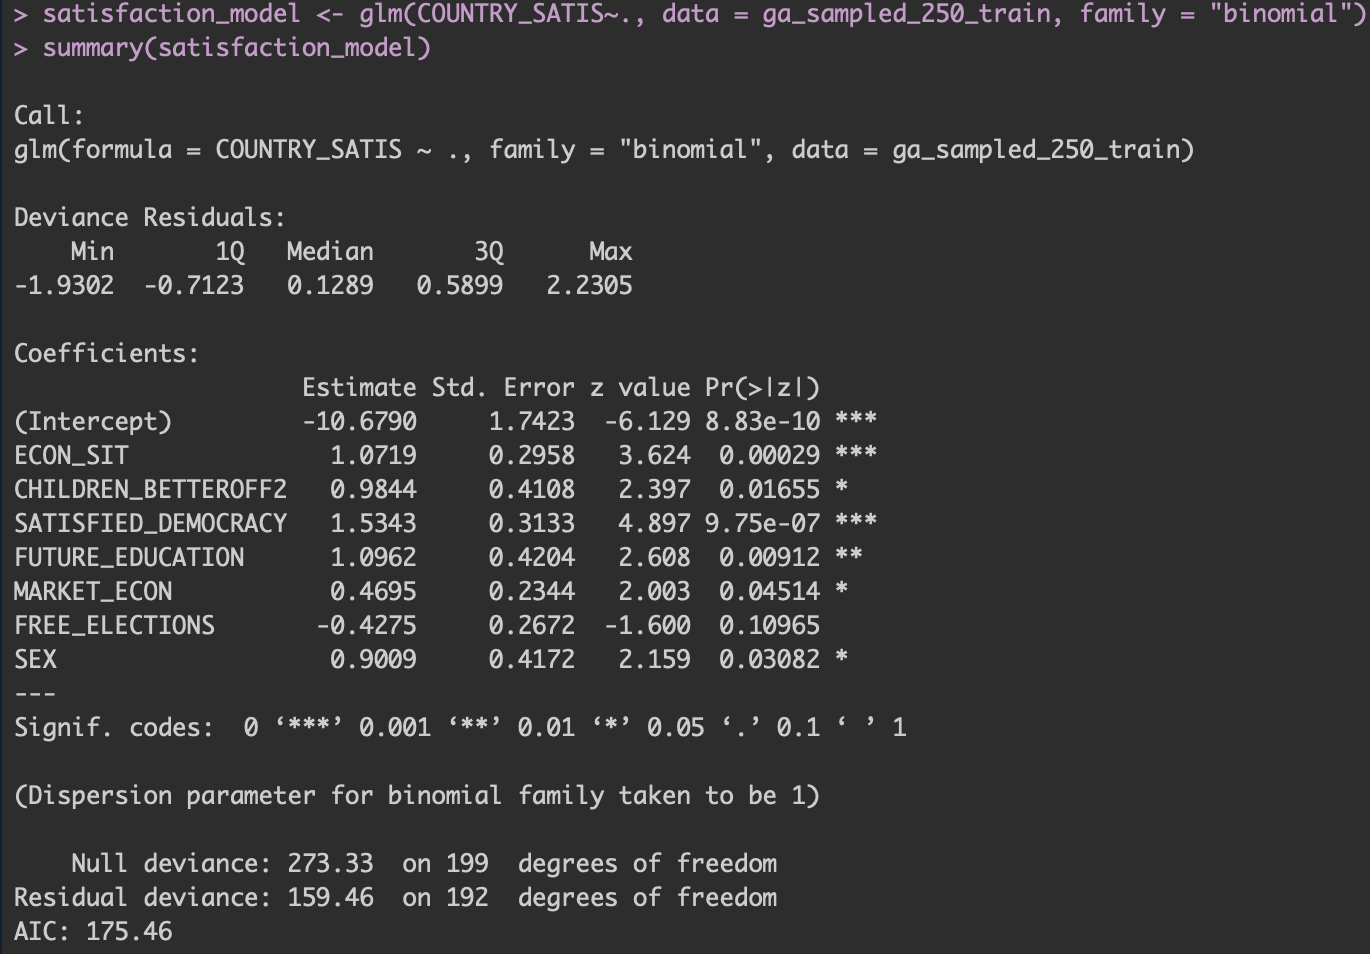 > satisfaction_model <- glm(COUNTRY_SATIS~., data = ga_sampled_250_train, family = "binomial")
> summary(satisfaction_model)

Call:
glm(formula = COUNTRY_SATIS ~ ., family = "binomial", data = ga_sampled_250_train)

Deviance Residuals:
    Min       1Q   Median       3Q      Max
-1.9302  -0.7123   0.1289   0.5899   2.2305

Coefficients:
                    Estimate Std. Error z value Pr(>|z|)
(Intercept)         -10.6790     1.7423  -6.129 8.83e-10 ***
ECON_SIT              1.0719     0.2958   3.624  0.00029 ***
CHILDREN_BETTEROFF2   0.9844     0.4108   2.397  0.01655 *
SATISFIED_DEMOCRACY   1.5343     0.3133   4.897 9.75e-07 ***
FUTURE_EDUCATION      1.0962     0.4204   2.608  0.00912 **
MARKET_ECON           0.4695     0.2344   2.003  0.04514 *
FREE_ELECTIONS       -0.4275     0.2672  -1.600  0.10965
SEX                   0.9009     0.4172   2.159  0.03082 *
---
Signif. codes:  0 ‘***’ 0.001 ‘**’ 0.01 ‘*’ 0.05 ‘.’ 0.1 ‘ ’ 1

(Dispersion parameter for binomial family taken to be 1)

    Null deviance: 273.33  on 199  degrees of freedom
Residual deviance: 159.46  on 192  degrees of freedom
AIC: 175.46